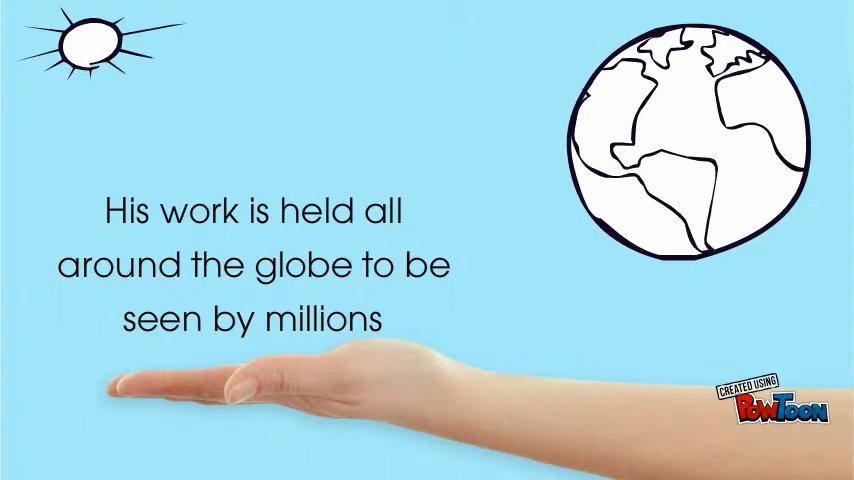 His work is held all
around the globe to be
seen by millions
CREATED USING
POWTOON